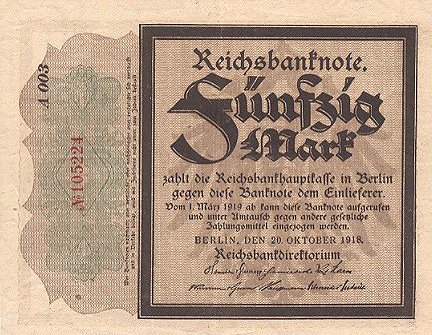 A 003
№105224
Reichsbanknote.
Fünfzig
Mark
zahlt die Reichsbankhauptkasse in Berlin
gegen diese Banknote dem Einlieferer.
Vom 1. März 1919 ab kann diese Banknote aufgerufen
und unter Umtausch gegen andere gesetzliche
Zahlungsmittel eingezogen werden.
BERLIN, DEN 20. OKTOBER 1918.
Reichsbankdirektorium